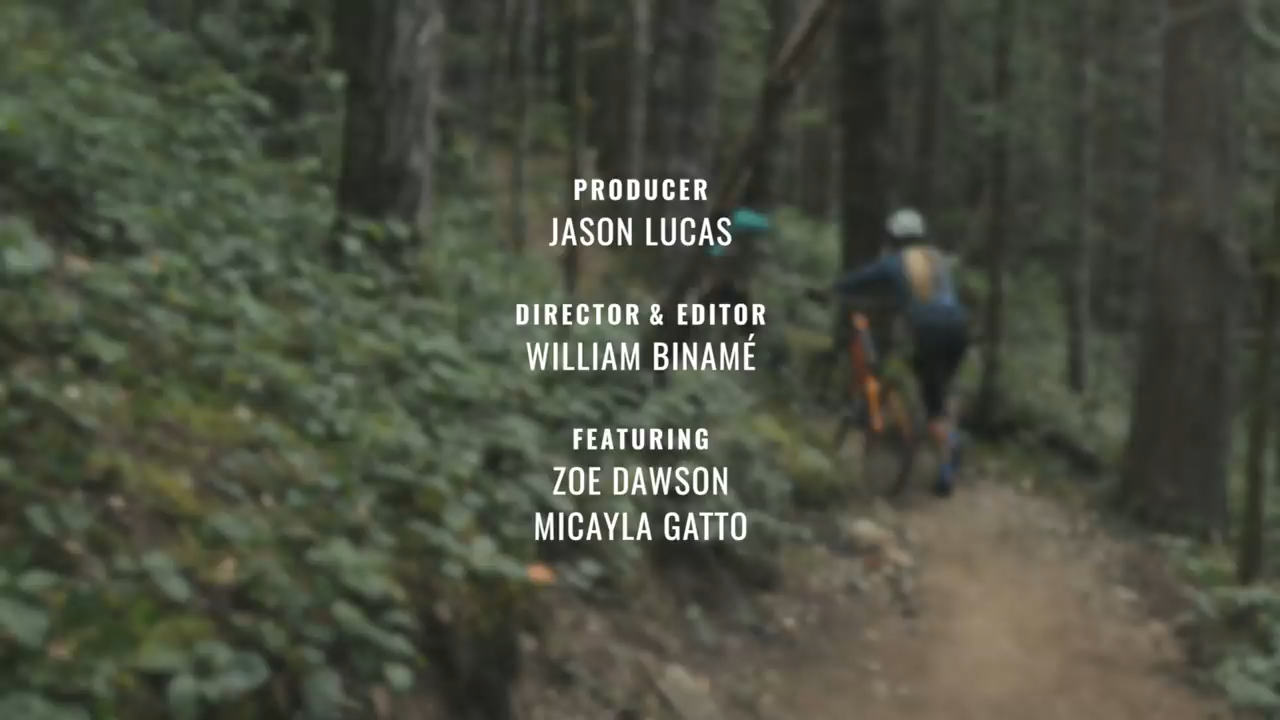 PRODUCER
JASON LUCAS
DIRECTOR & EDITOR
WILLIAM BINAMÉ
FEATURING
ZOE DAWSON
MICAYLA GATTO